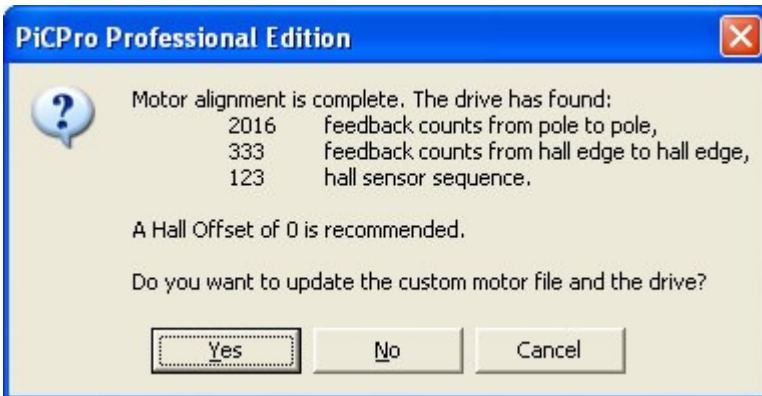 PiCPro Professional Edition
Motor alignment is complete. The drive has found:
2016 feedback counts from pole to pole,
333 feedback counts from hall edge to hall edge,
123 hall sensor sequence.
A Hall Offset of 0 is recommended.
Do you want to update the custom motor file and the drive?
Yes No Cancel